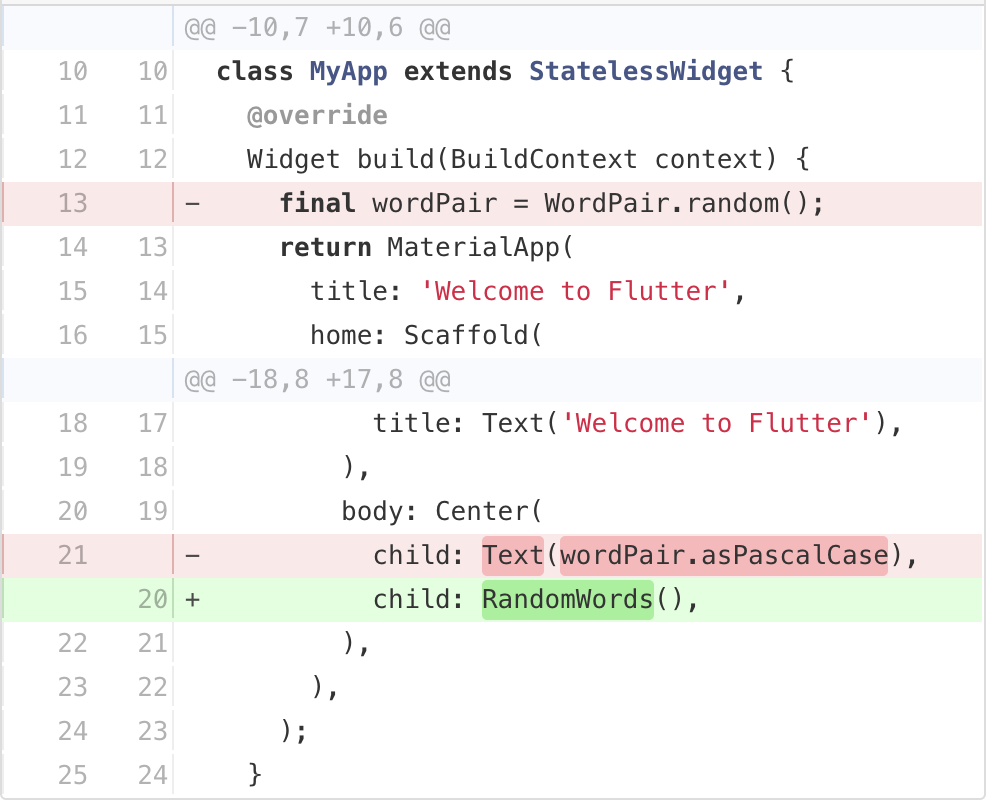 @@ −10,7 +10,6 @@
10 10 class MyApp extends StatelessWidget {
11 11 @override
12 12 Widget build(BuildContext context) {
13 − final wordPair = WordPair.random();
14 13 return MaterialApp(
15 14 title: 'Welcome to Flutter',
16 15 home: Scaffold(
@@ −18,8 +17,8 @@
18 17 title: Text('Welcome to Flutter'),
19 18 ),
20 19 body: Center(
21 − child: Text(wordPair.asPascalCase),
20 + child: RandomWords(),
22 21 ),
23 22 ),
24 23 );
25 24 }